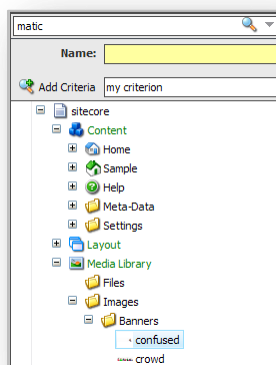 matic
Name:
Add Criteria my criterion
sitecore
Content
Home
Sample
Help
Meta-Data
Settings
Layout
Media Library
Files
Images
Banners
confused
crowd